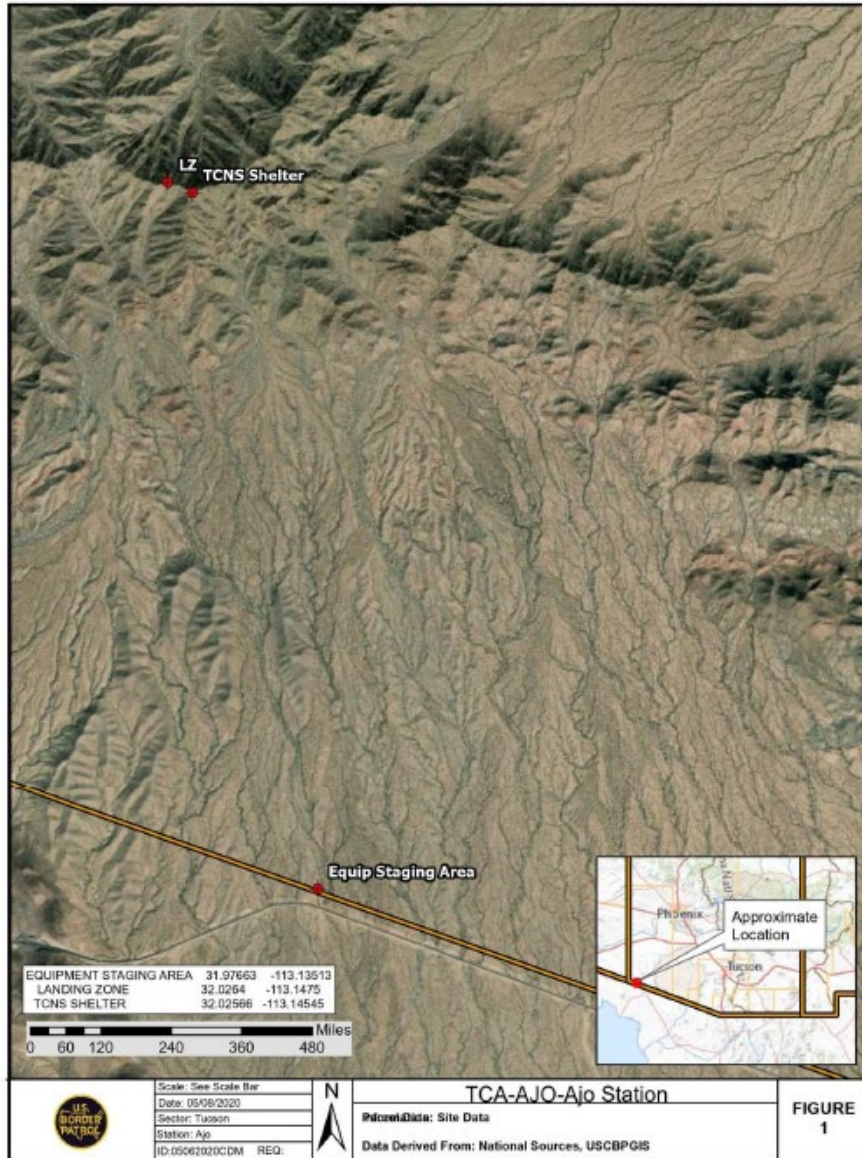 LZ
TCNS Shelter
Equip Staging Area
EQUIPMENT STAGING AREA 31.97663 -113.13513
LANDING ZONE 32.0264 -113.1475
TCNS SHELTER 32.02566 -113.14545
Miles
0 60 120 240 360 480
Phoenix
Approximate
Location
Tucson
U.S.
BORDER
PATROL
Scale: See Scale Bar
Date: 05/08/2020
Sector: Tucson
Station: Ajo
ID:05062020CDM REQ:
N
TCA-AJO-Ajo Station
Site Data
Data Derived From: National Sources, USCBPGIS
FIGURE
1